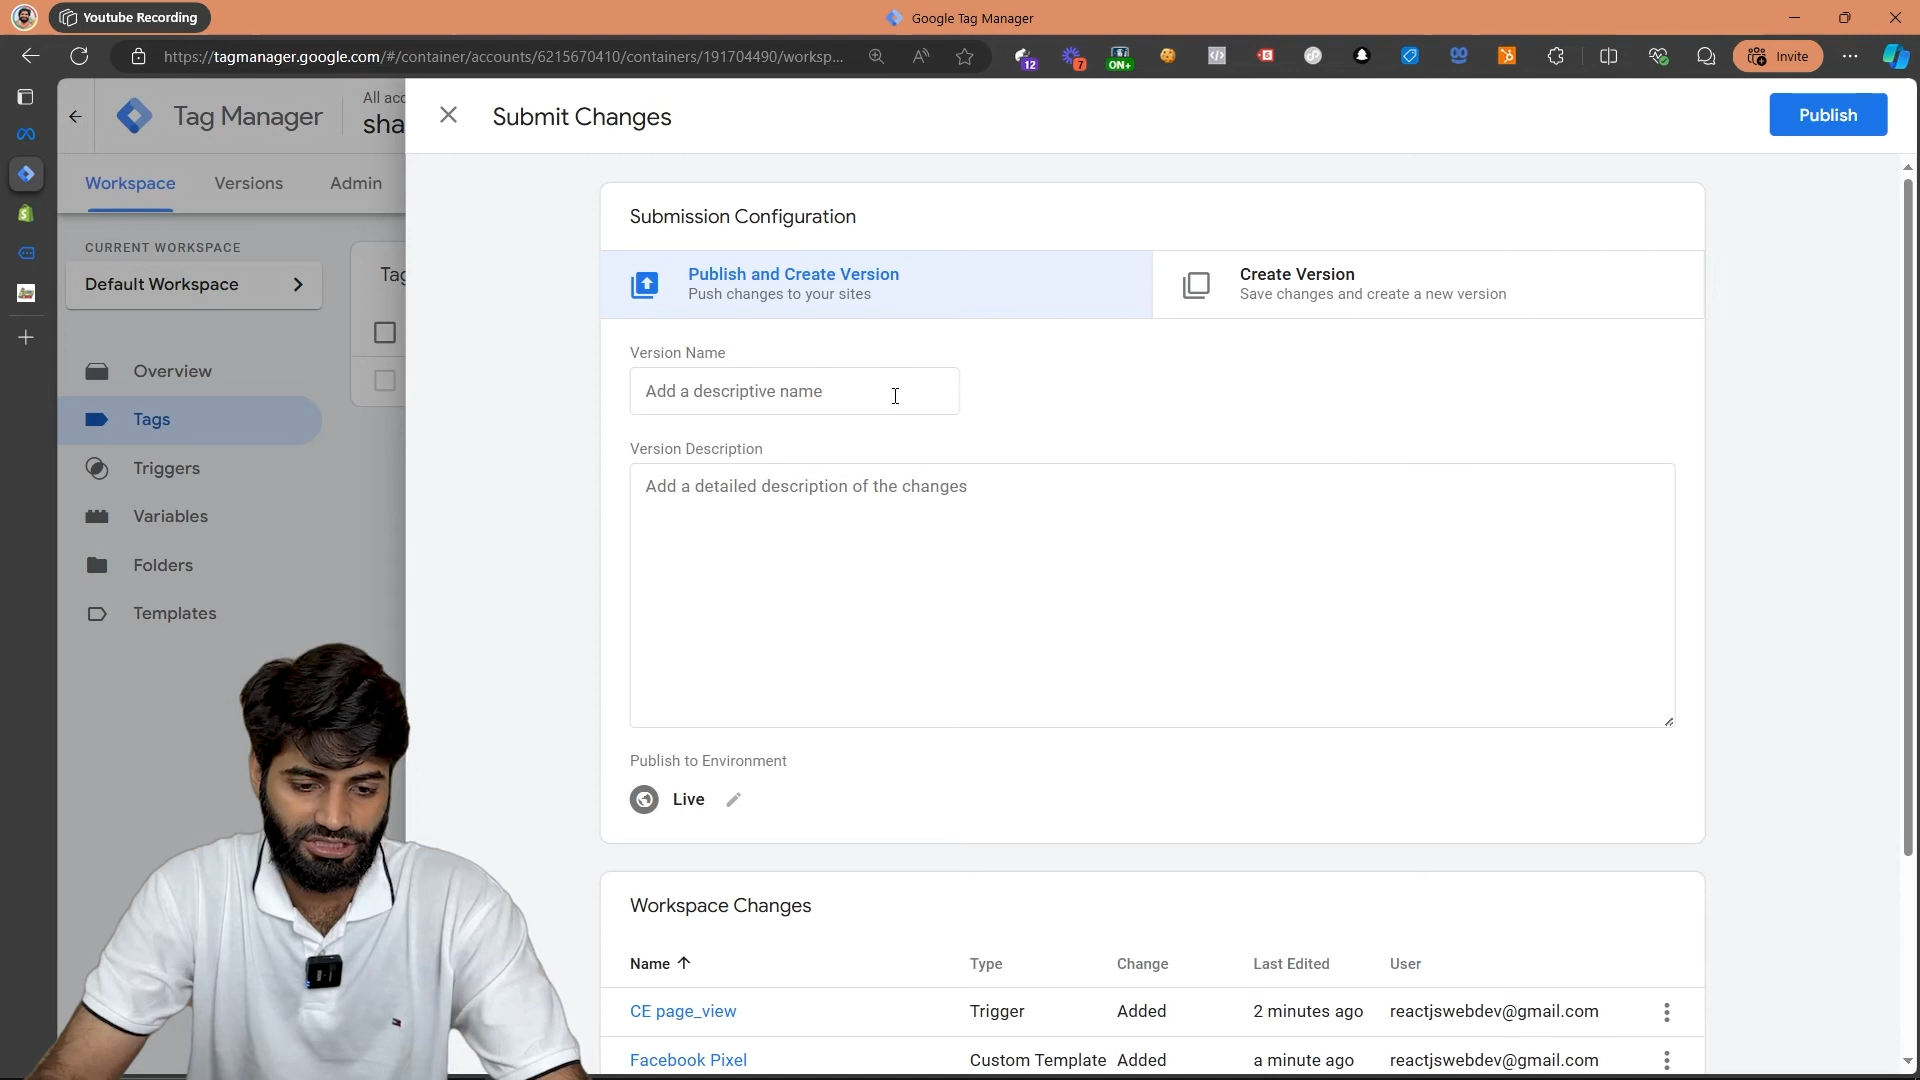 Youtube Recording
Google Tag Manager
https://tagmanager.google.com/#/container/accounts/6215670410/containers/191704490/worksp...
12
7
ON+
Invite
Tag Manager
All acc
sha
Submit Changes
Publish
Workspace
Versions
Admin
CURRENT WORKSPACE
Default Workspace
Tag
Overview
Tags
Triggers
Variables
Folders
Templates
Submission Configuration
Publish and Create Version
Push changes to your sites
Create Version
Save changes and create a new version
Version Name
Add a descriptive name
Version Description
Add a detailed description of the changes
Publish to Environment
Live
Workspace Changes
Name Type Change Last Edited User
CE page_view Trigger Added 2 minutes ago reactjswebdev@gmail.com
Facebook Pixel Custom Template Added a minute ago reactjswebdev@gmail.com